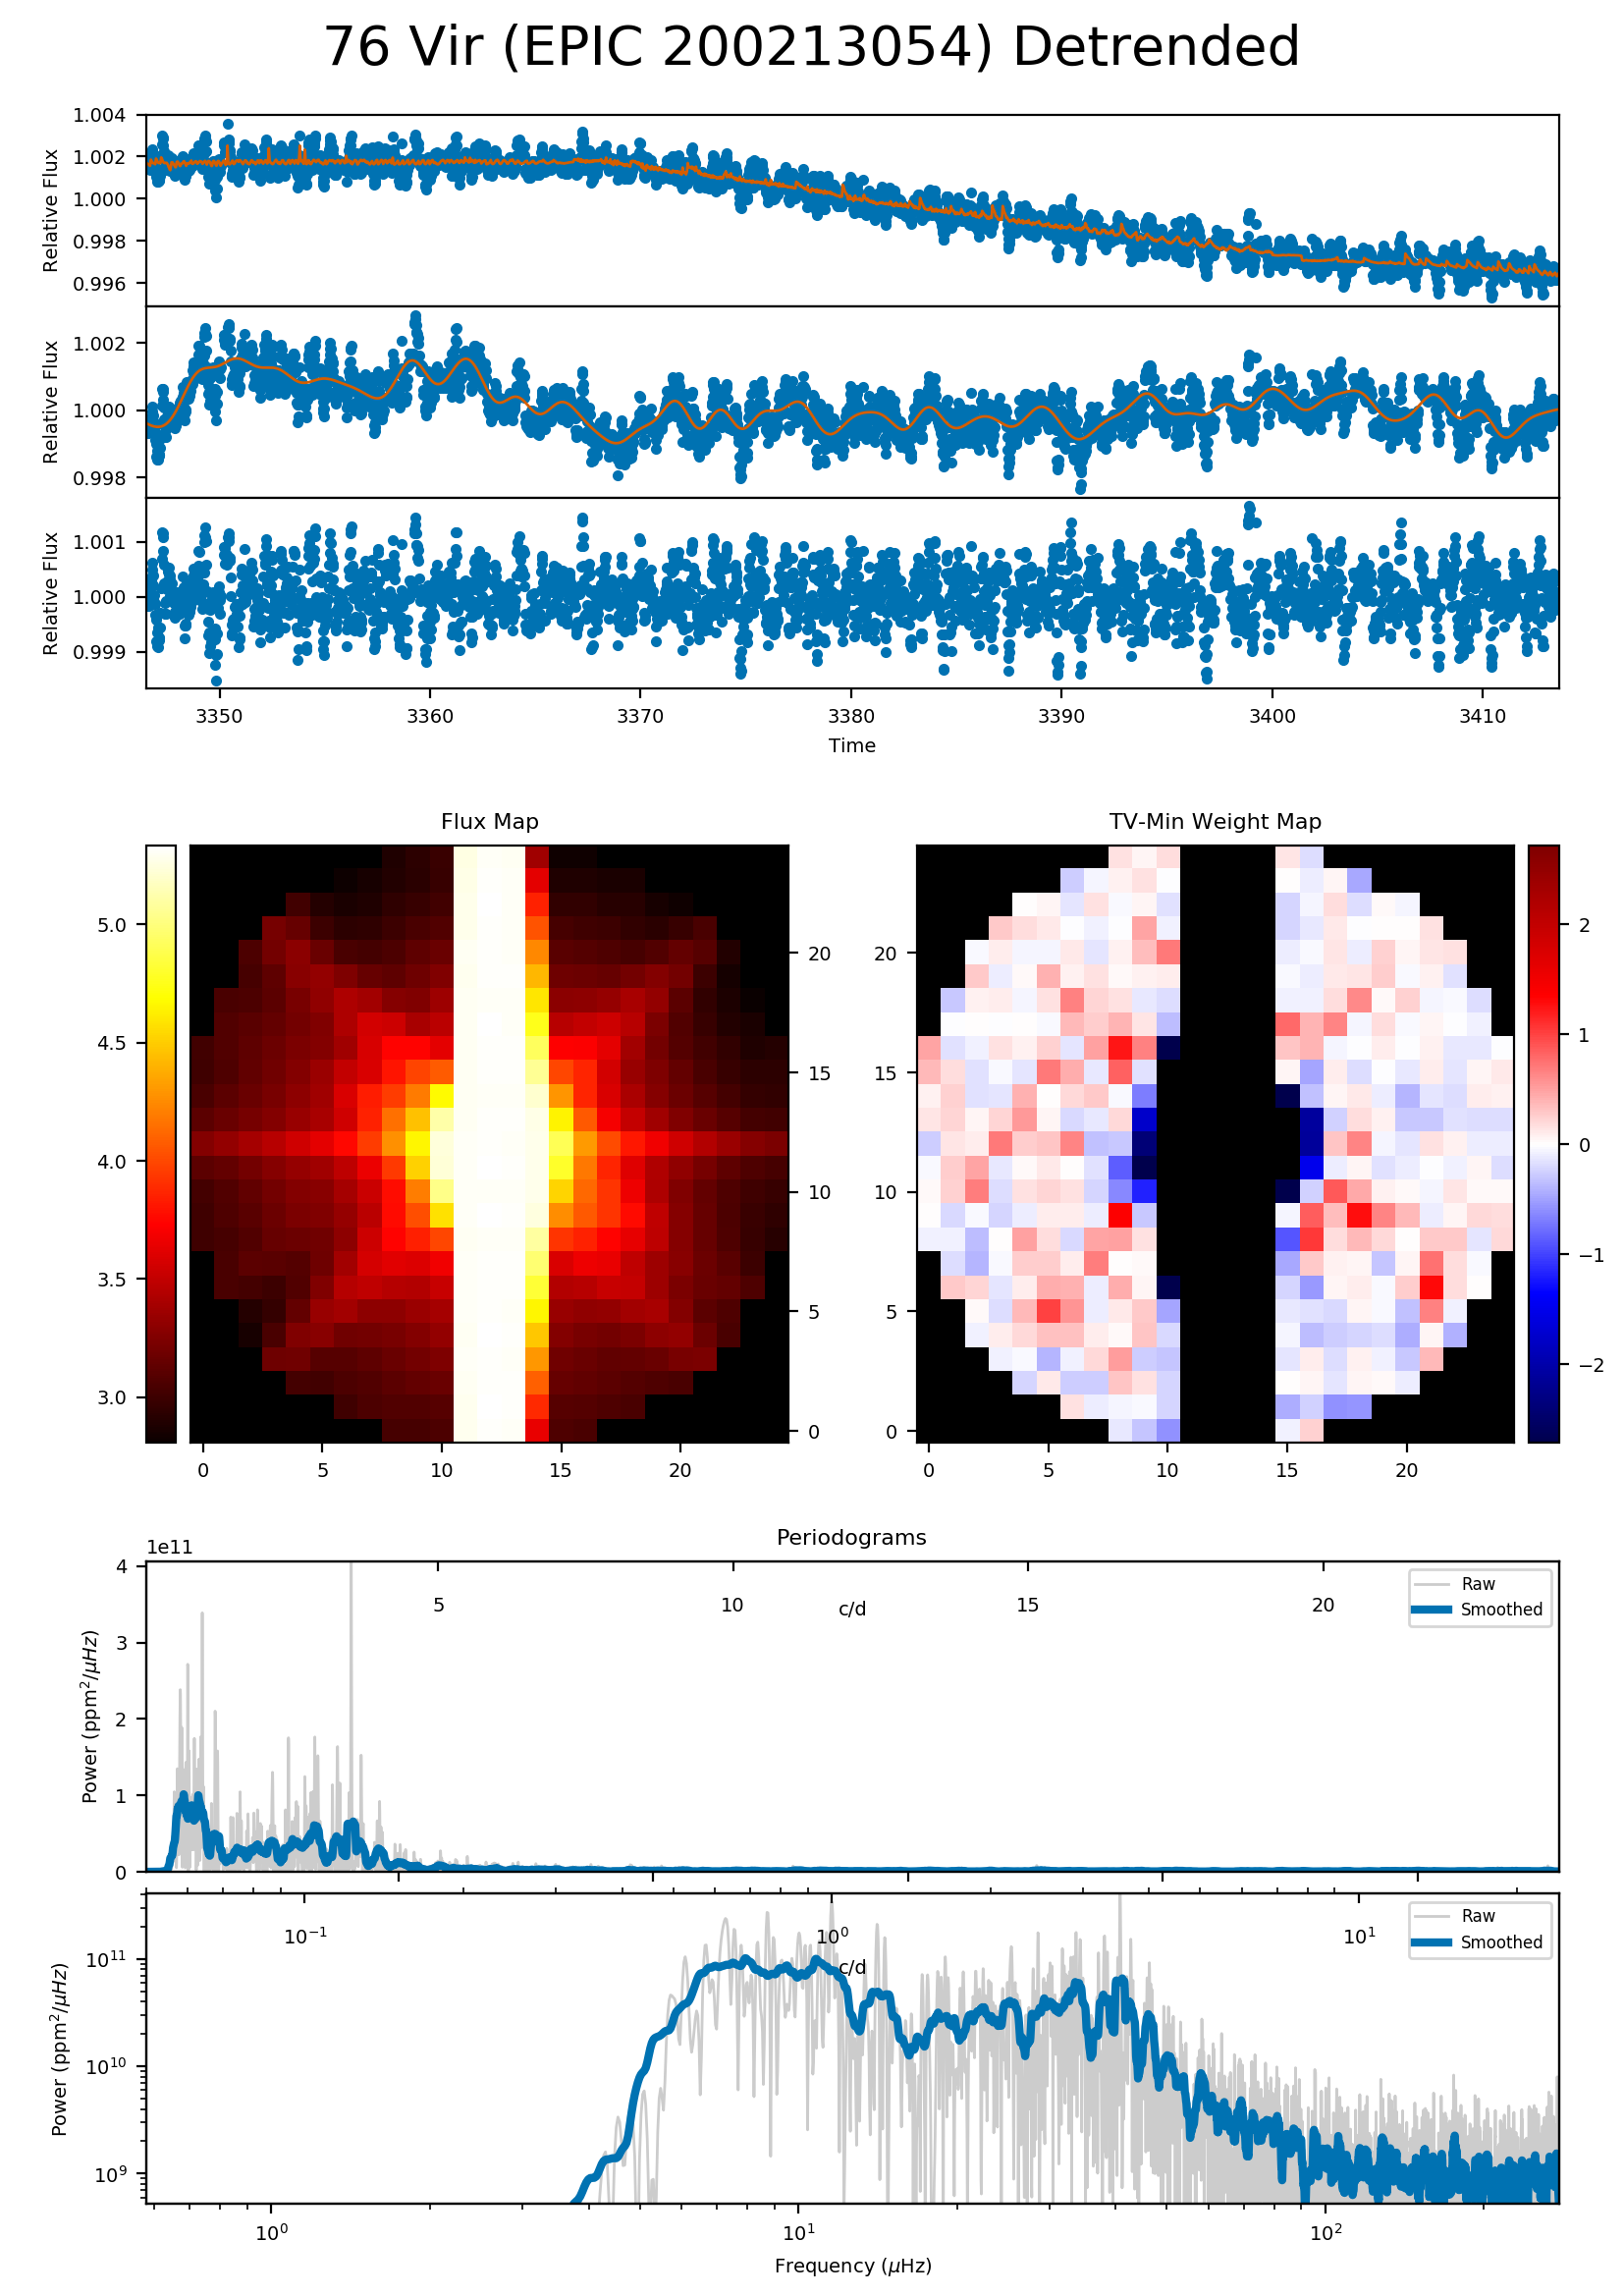 76 Vir (EPIC 200213054) Detrended
1.004
1.002
1.000
0.998
0.996
Relative Flux
1.002
1.000
0.998
Relative Flux
1.001
1.000
0.999
Relative Flux
3350 3360 3370 3380 3390 3400 3410
Time
Flux Map
5.0
4.5
4.0
3.5
3.0
20
15
10
5
0
0 5 10 15 20
TV-Min Weight Map
20
15
10
5
0
0 5 10 15 20
2
1
0
−1
−2
Periodograms
1e11
4
3
2
1
0
Power (ppm²/μHz)
5 10 15 20
c/d
Raw
Smoothed
10¹¹
10¹⁰
10⁹
Power (ppm²/μHz)
10⁻¹ 10⁰ 10¹
c/d
Raw
Smoothed
10⁰ 10¹ 10²
Frequency (μHz)